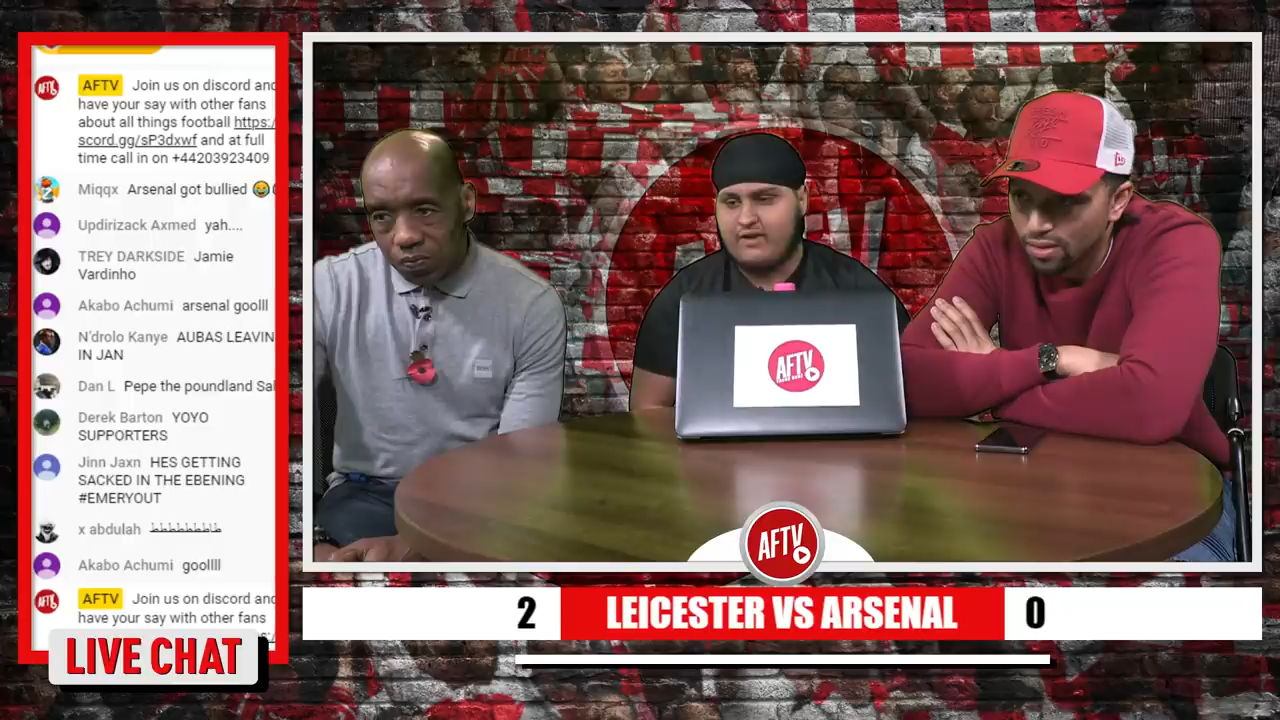 AFTV Join us on discord and
have your say with other fans
about all things football https:/
scord.gg/sP3dxwf and at full
time call in on +44203923409
Miqqx Arsenal got bullied 😂
Updirizack Axmed yah....
TREY DARKSIDE Jamie
Vardinho
Akabo Achumi arsenal goolll
N'drolo Kanye AUBAS LEAVIN
IN JAN
Dan L Pepe the poundland Sal
Derek Barton YOYO
SUPPORTERS
Jinn Jaxn HES GETTING
SACKED IN THE EBENING
#EMERYOUT
x abdulah
Akabo Achumi goollll
AFTV Join us on discord and
have your say with other fans
LIVE CHAT
AFTV
AFTV
2 LEICESTER VS ARSENAL 0